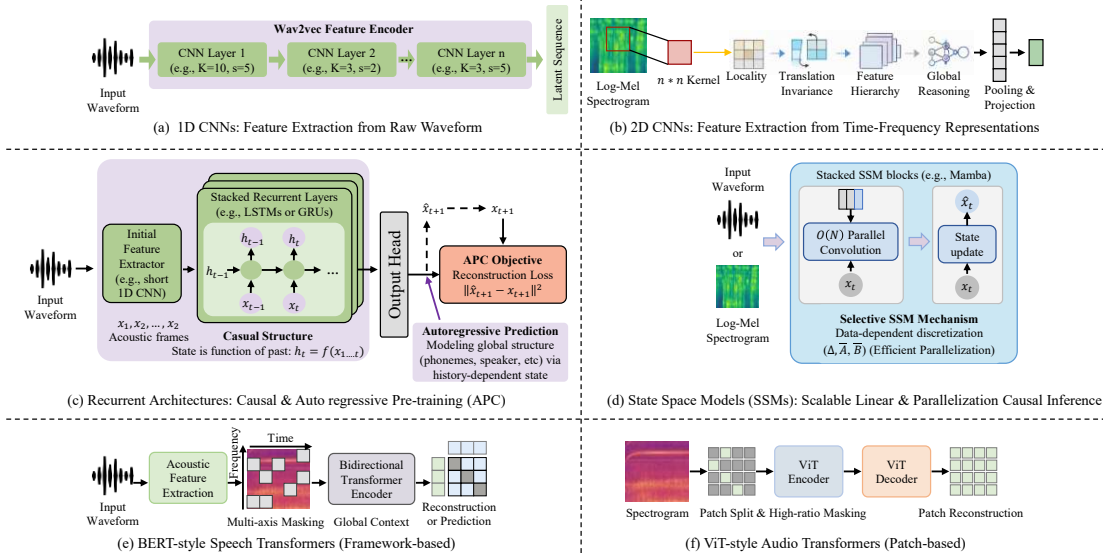 Wav2vec Feature Encoder
CNN Layer 1
(e.g., K=10, s=5)
CNN Layer 2
(e.g., K=3, s=2)
...
CNN Layer n
(e.g., K=3, s=5)
Latent Sequence
Input
Waveform
(a) 1D CNNs: Feature Extraction from Raw Waveform
Log-Mel
Spectrogram
n * n Kernel
Locality
Translation
Invariance
Feature
Hierarchy
Global
Reasoning
Pooling &
Projection
(b) 2D CNNs: Feature Extraction from Time-Frequency Representations
Input
Waveform
Initial
Feature
Extractor
(e.g., short
1D CNN)
x₁, x₂, ..., x₂
Acoustic frames
Stacked Recurrent Layers
(e.g., LSTMs or GRUs)
hₜ₋₁
hₜ
hₜ₋₁
...
xₜ₋₁
xₜ
Casual Structure
State is function of past: hₜ = f(x₁....ₜ)
Output Head
x̂ₜ₊₁
xₜ₊₁
APC Objective
Reconstruction Loss
‖x̂ₜ₊₁ − xₜ₊₁‖²
Autoregressive Prediction
Modeling global structure
(phonemes, speaker, etc) via
history-dependent state
(c) Recurrent Architectures: Causal & Auto regressive Pre-training (APC)
Input
Waveform
or
Log-Mel
Spectrogram
Stacked SSM blocks (e.g., Mamba)
O(N) Parallel
Convolution
xₜ
x̂ₜ
State
update
xₜ
Selective SSM Mechanism
Data-dependent discretization
(Δ, A̅, B̅) (Efficient Parallelization)
(d) State Space Models (SSMs): Scalable Linear & Parallelization Causal Inference
Input
Waveform
Acoustic
Feature
Extraction
Time
Frequency
Multi-axis Masking
Bidirectional
Transformer
Encoder
Global Context
Reconstruction
or Prediction
(e) BERT-style Speech Transformers (Framework-based)
Spectrogram
Patch Split & High-ratio Masking
ViT
Encoder
ViT
Decoder
Patch Reconstruction
(f) ViT-style Audio Transformers (Patch-based)